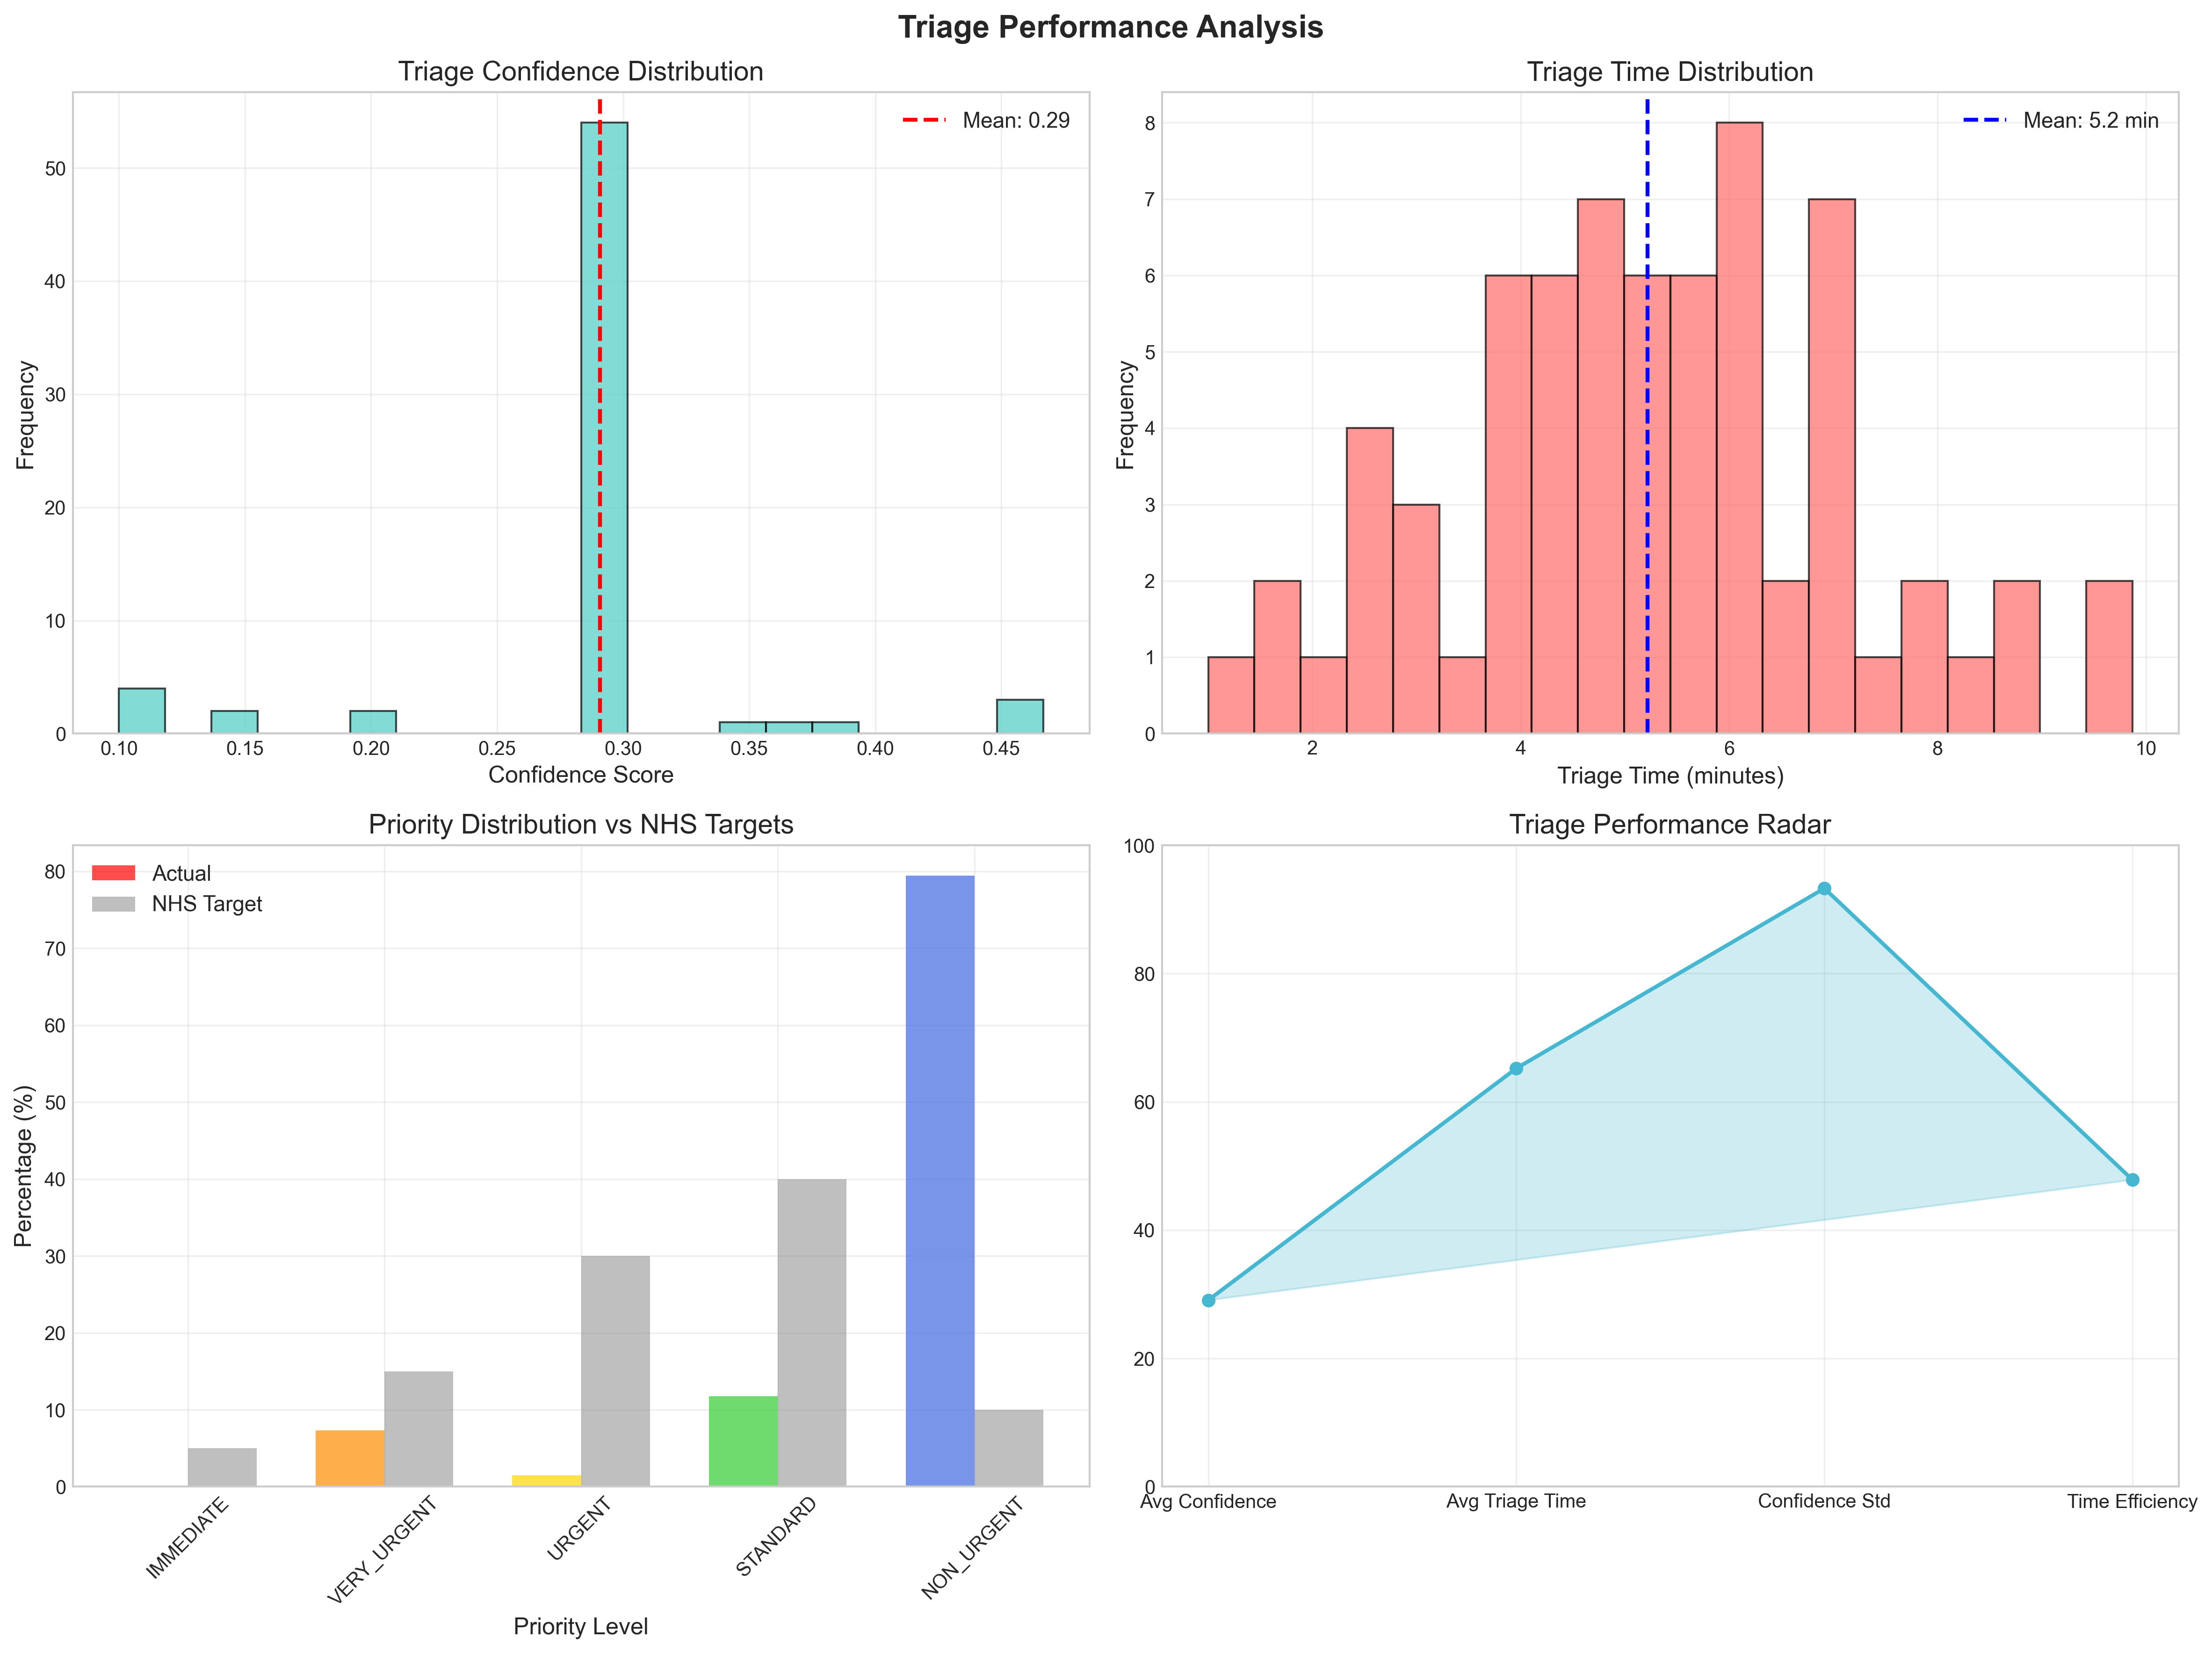 Triage Performance Analysis
Triage Confidence Distribution
Mean: 0.29
Frequency
50
40
30
20
10
0
0.10 0.15 0.20 0.25 0.30 0.35 0.40 0.45
Confidence Score
Triage Time Distribution
Mean: 5.2 min
Frequency
8
7
6
5
4
3
2
1
0
2 4 6 8 10
Triage Time (minutes)
Priority Distribution vs NHS Targets
Actual
NHS Target
Percentage (%)
80
70
60
50
40
30
20
10
0
IMMEDIATE VERY_URGENT URGENT STANDARD NON_URGENT
Priority Level
Triage Performance Radar
100
80
60
40
20
0
Avg Confidence Avg Triage Time Confidence Std Time Efficiency